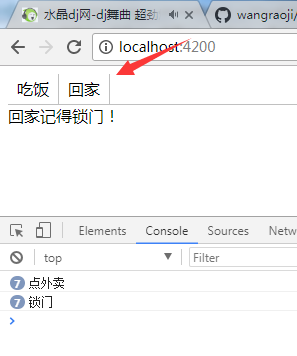 水晶dj网-dj舞曲 超劲
wangraoji/
localhost:4200
吃饭 回家
回家记得锁门！
Elements Console Sources Netw
top Filter
7 点外卖
7 锁门